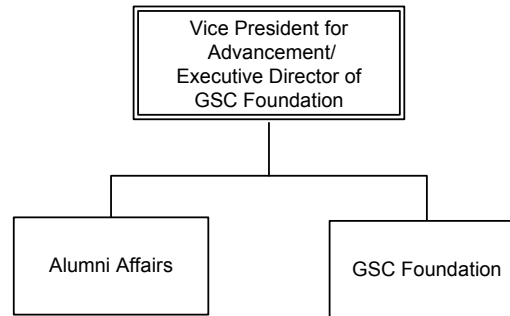 Vice President for
Advancement/
Executive Director of
GSC Foundation
Alumni Affairs
GSC Foundation